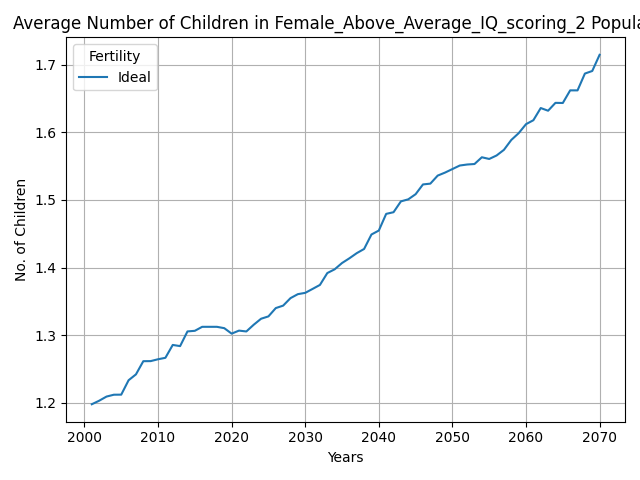 Average Number of Children in Female_Above_Average_IQ_scoring_2 Popula
Fertility
Ideal
No. of Children
1.7
1.6
1.5
1.4
1.3
1.2
2000 2010 2020 2030 2040 2050 2060 2070
Years